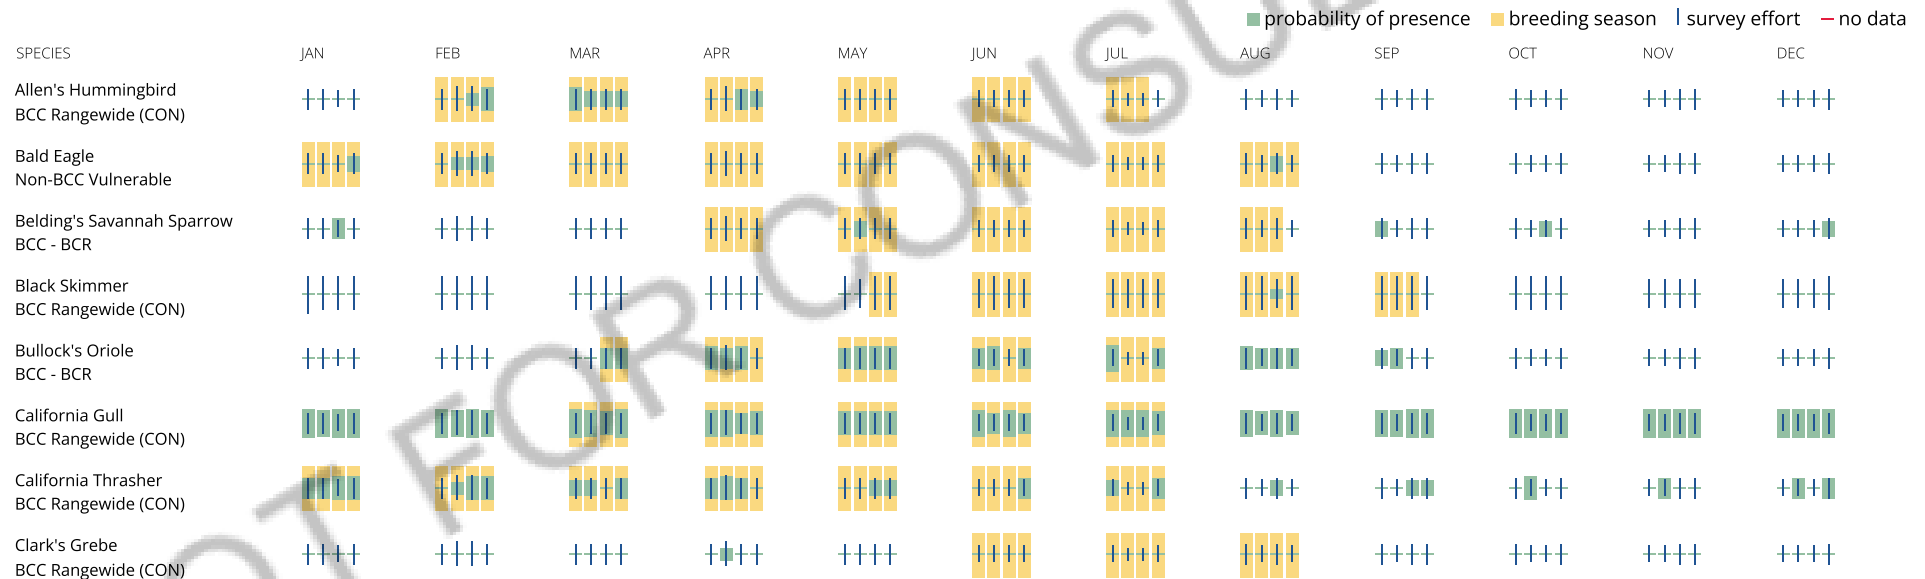 probability of presence breeding season survey effort no data
SPECIES JAN FEB MAR APR MAY JUN JUL AUG SEP OCT NOV DEC
Allen's Hummingbird
BCC Rangewide (CON)
Bald Eagle
Non-BCC Vulnerable
Belding's Savannah Sparrow
BCC - BCR
Black Skimmer
BCC Rangewide (CON)
Bullock's Oriole
BCC - BCR
California Gull
BCC Rangewide (CON)
California Thrasher
BCC Rangewide (CON)
Clark's Grebe
BCC Rangewide (CON)
OT FOR CONSU